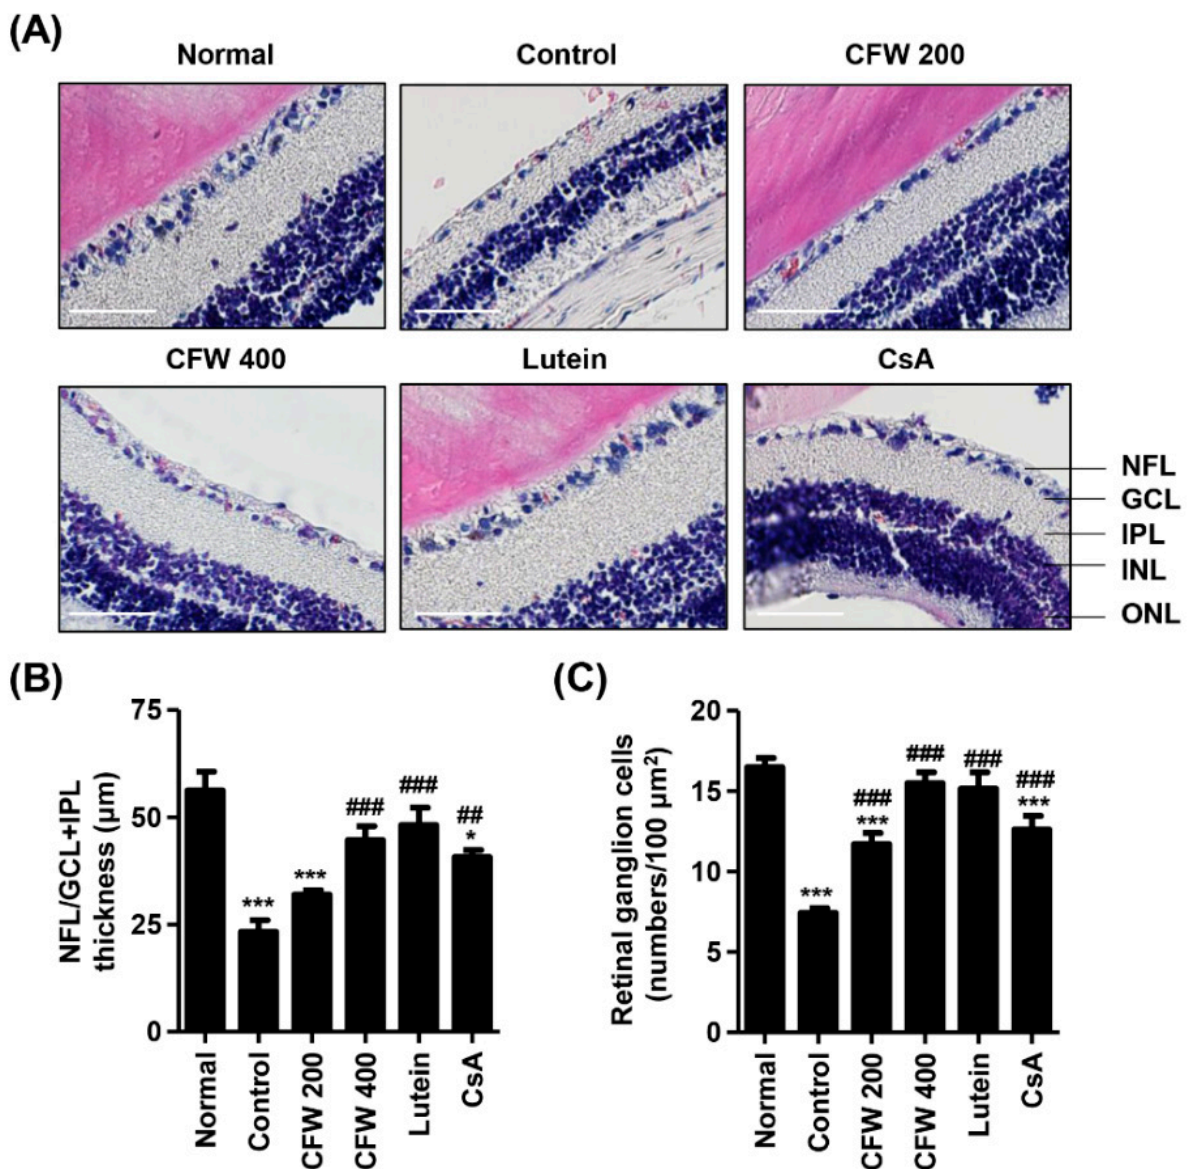 (A)
Normal
Control
CFW 200
CFW 400
Lutein
CsA
NFL
GCL
IPL
INL
ONL
(B)
NFL/GCL+IPL
thickness (μm)
75
50
25
0
***
***
###
###
##
*
Normal
Control
CFW 200
CFW 400
Lutein
CsA
(C)
Retinal ganglion cells
(numbers/100 μm²)
20
15
10
5
0
***
###
***
###
###
###
***
Normal
Control
CFW 200
CFW 400
Lutein
CsA